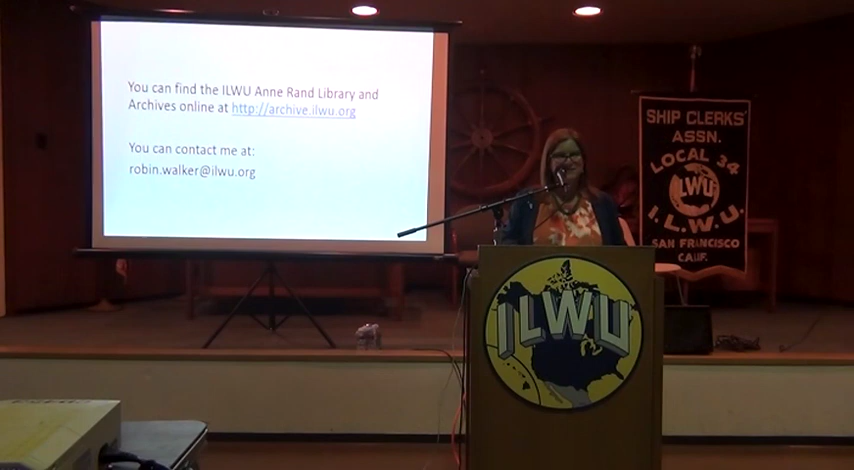 You can find the ILWU Anne Rand Library and
Archives online at http://archive.ilwu.org
You can contact me at:
robin.walker@ilwu.org
SHIP CLERKS'
ASSN.
LOCAL 34
ILWU
I.L.W.U.
SAN FRANCISCO
CALIF.
ILWU